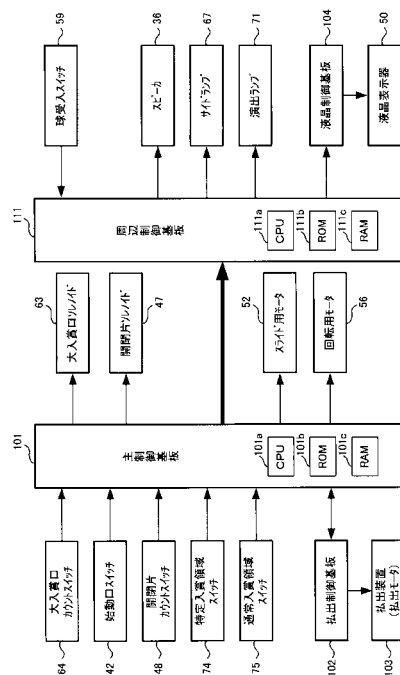 大入賞口
カウントスイッチ
64
始動口スイッチ
42
開閉片
カウントスイッチ
48
特定入賞領域
スイッチ
74
通常入賞領域
スイッチ
75
払出制御基板
102
払出装置
(払出モータ)
103
101
主制御基板
101a
CPU
101b
ROM
101c
RAM
63
大入賞口ソレノイド
開閉片ソレノイド
47
52
スライド用モータ
回転用モータ
56
111
周辺制御基板
111a
CPU
111b
ROM
111c
RAM
59
球受入スイッチ
36
スピーカ
67
サイドランプ
71
演出ランプ
104
液晶制御基板
50
液晶表示器